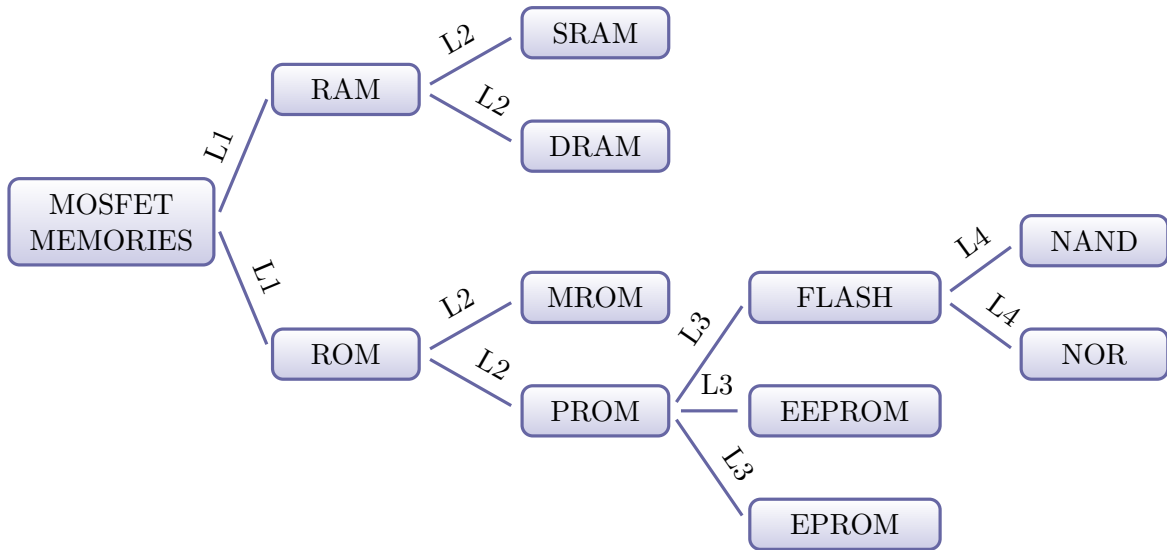 SRAM
L2
RAM
L2
DRAM
L1
MOSFET
MEMORIES
L1
ROM
L2
MROM
L2
PROM
L3
FLASH
L4
NAND
L4
NOR
L3
EEPROM
L3
EPROM